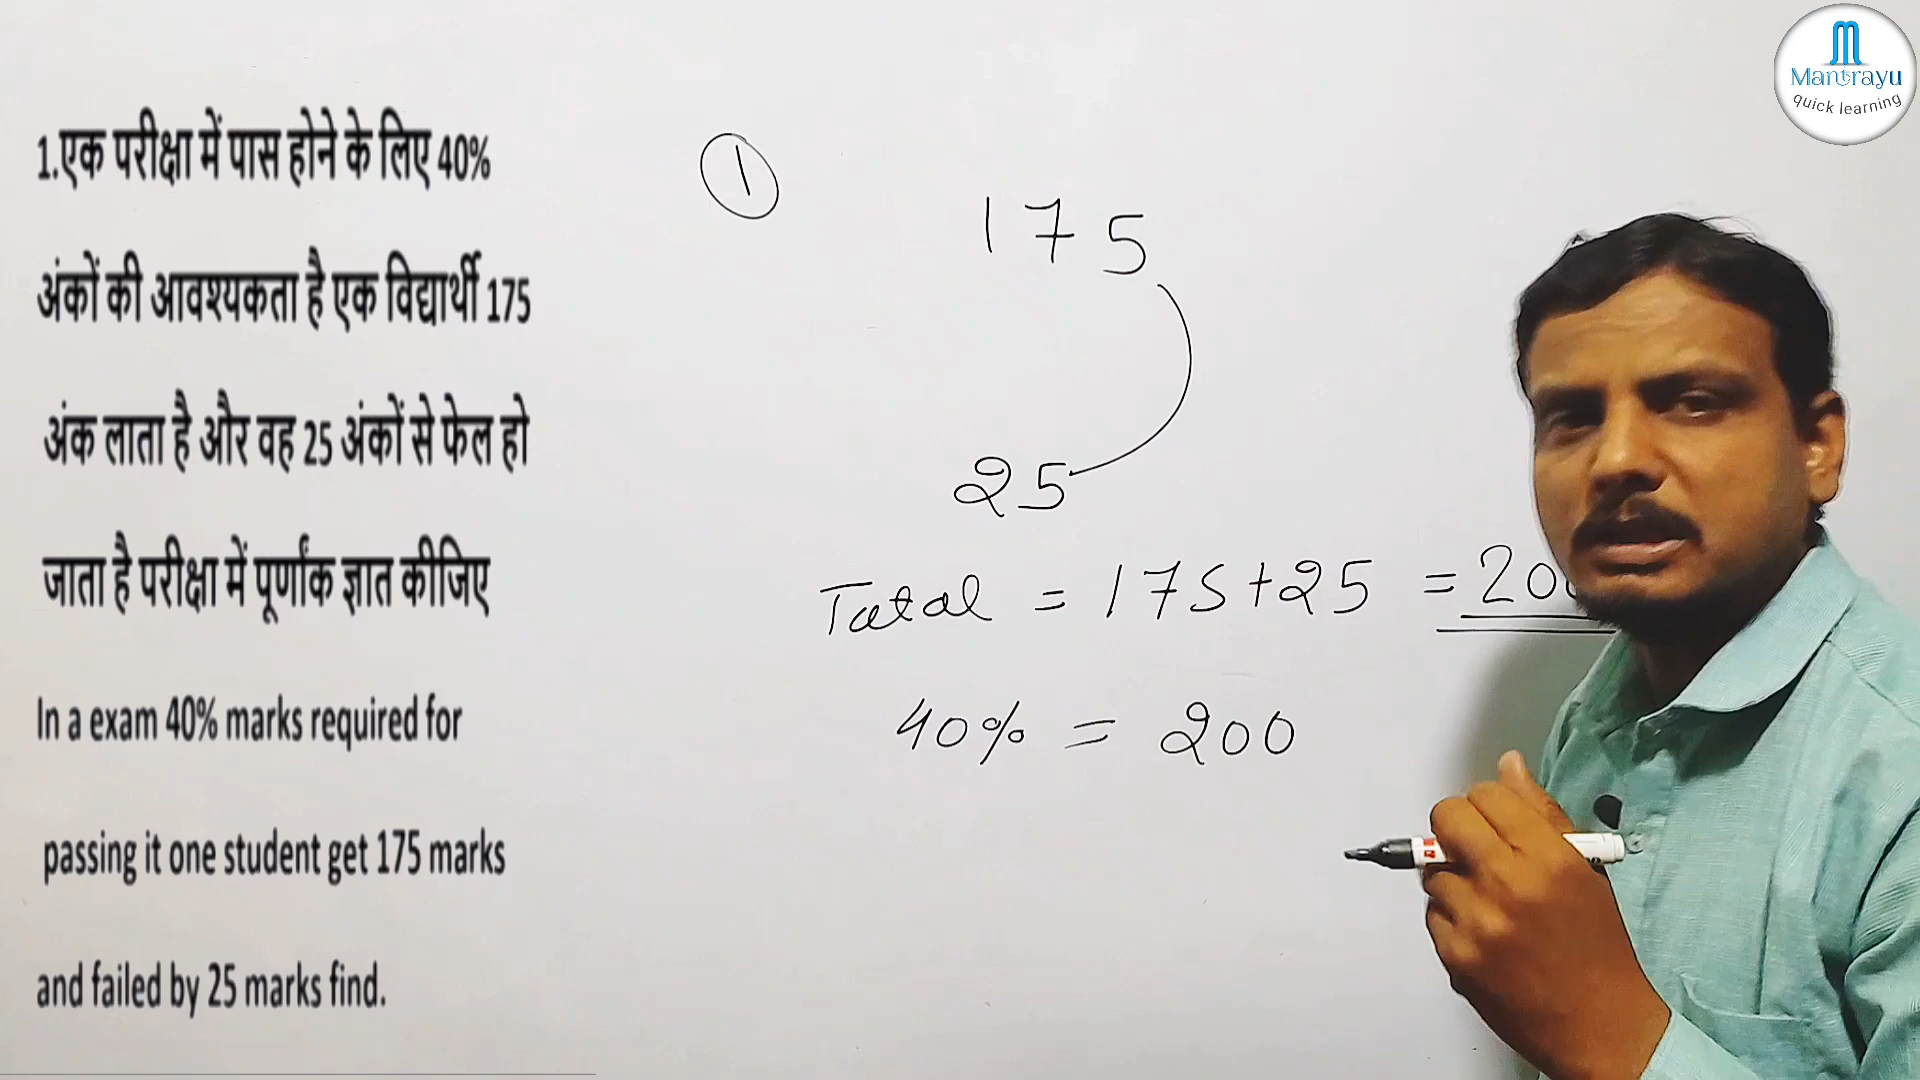 Mantrayu
quick learning
1.एक परीक्षा में पास होने के लिए 40%
अंकों की आवश्यकता है एक विद्यार्थी 175
अंक लाता है और वह 25 अंकों से फेल हो
जाता है परीक्षा में पूर्णांक ज्ञात कीजिए
In a exam 40% marks required for
passing it one student get 175 marks
and failed by 25 marks find.
1
175
25
Total = 175+25 = 200
40% = 200